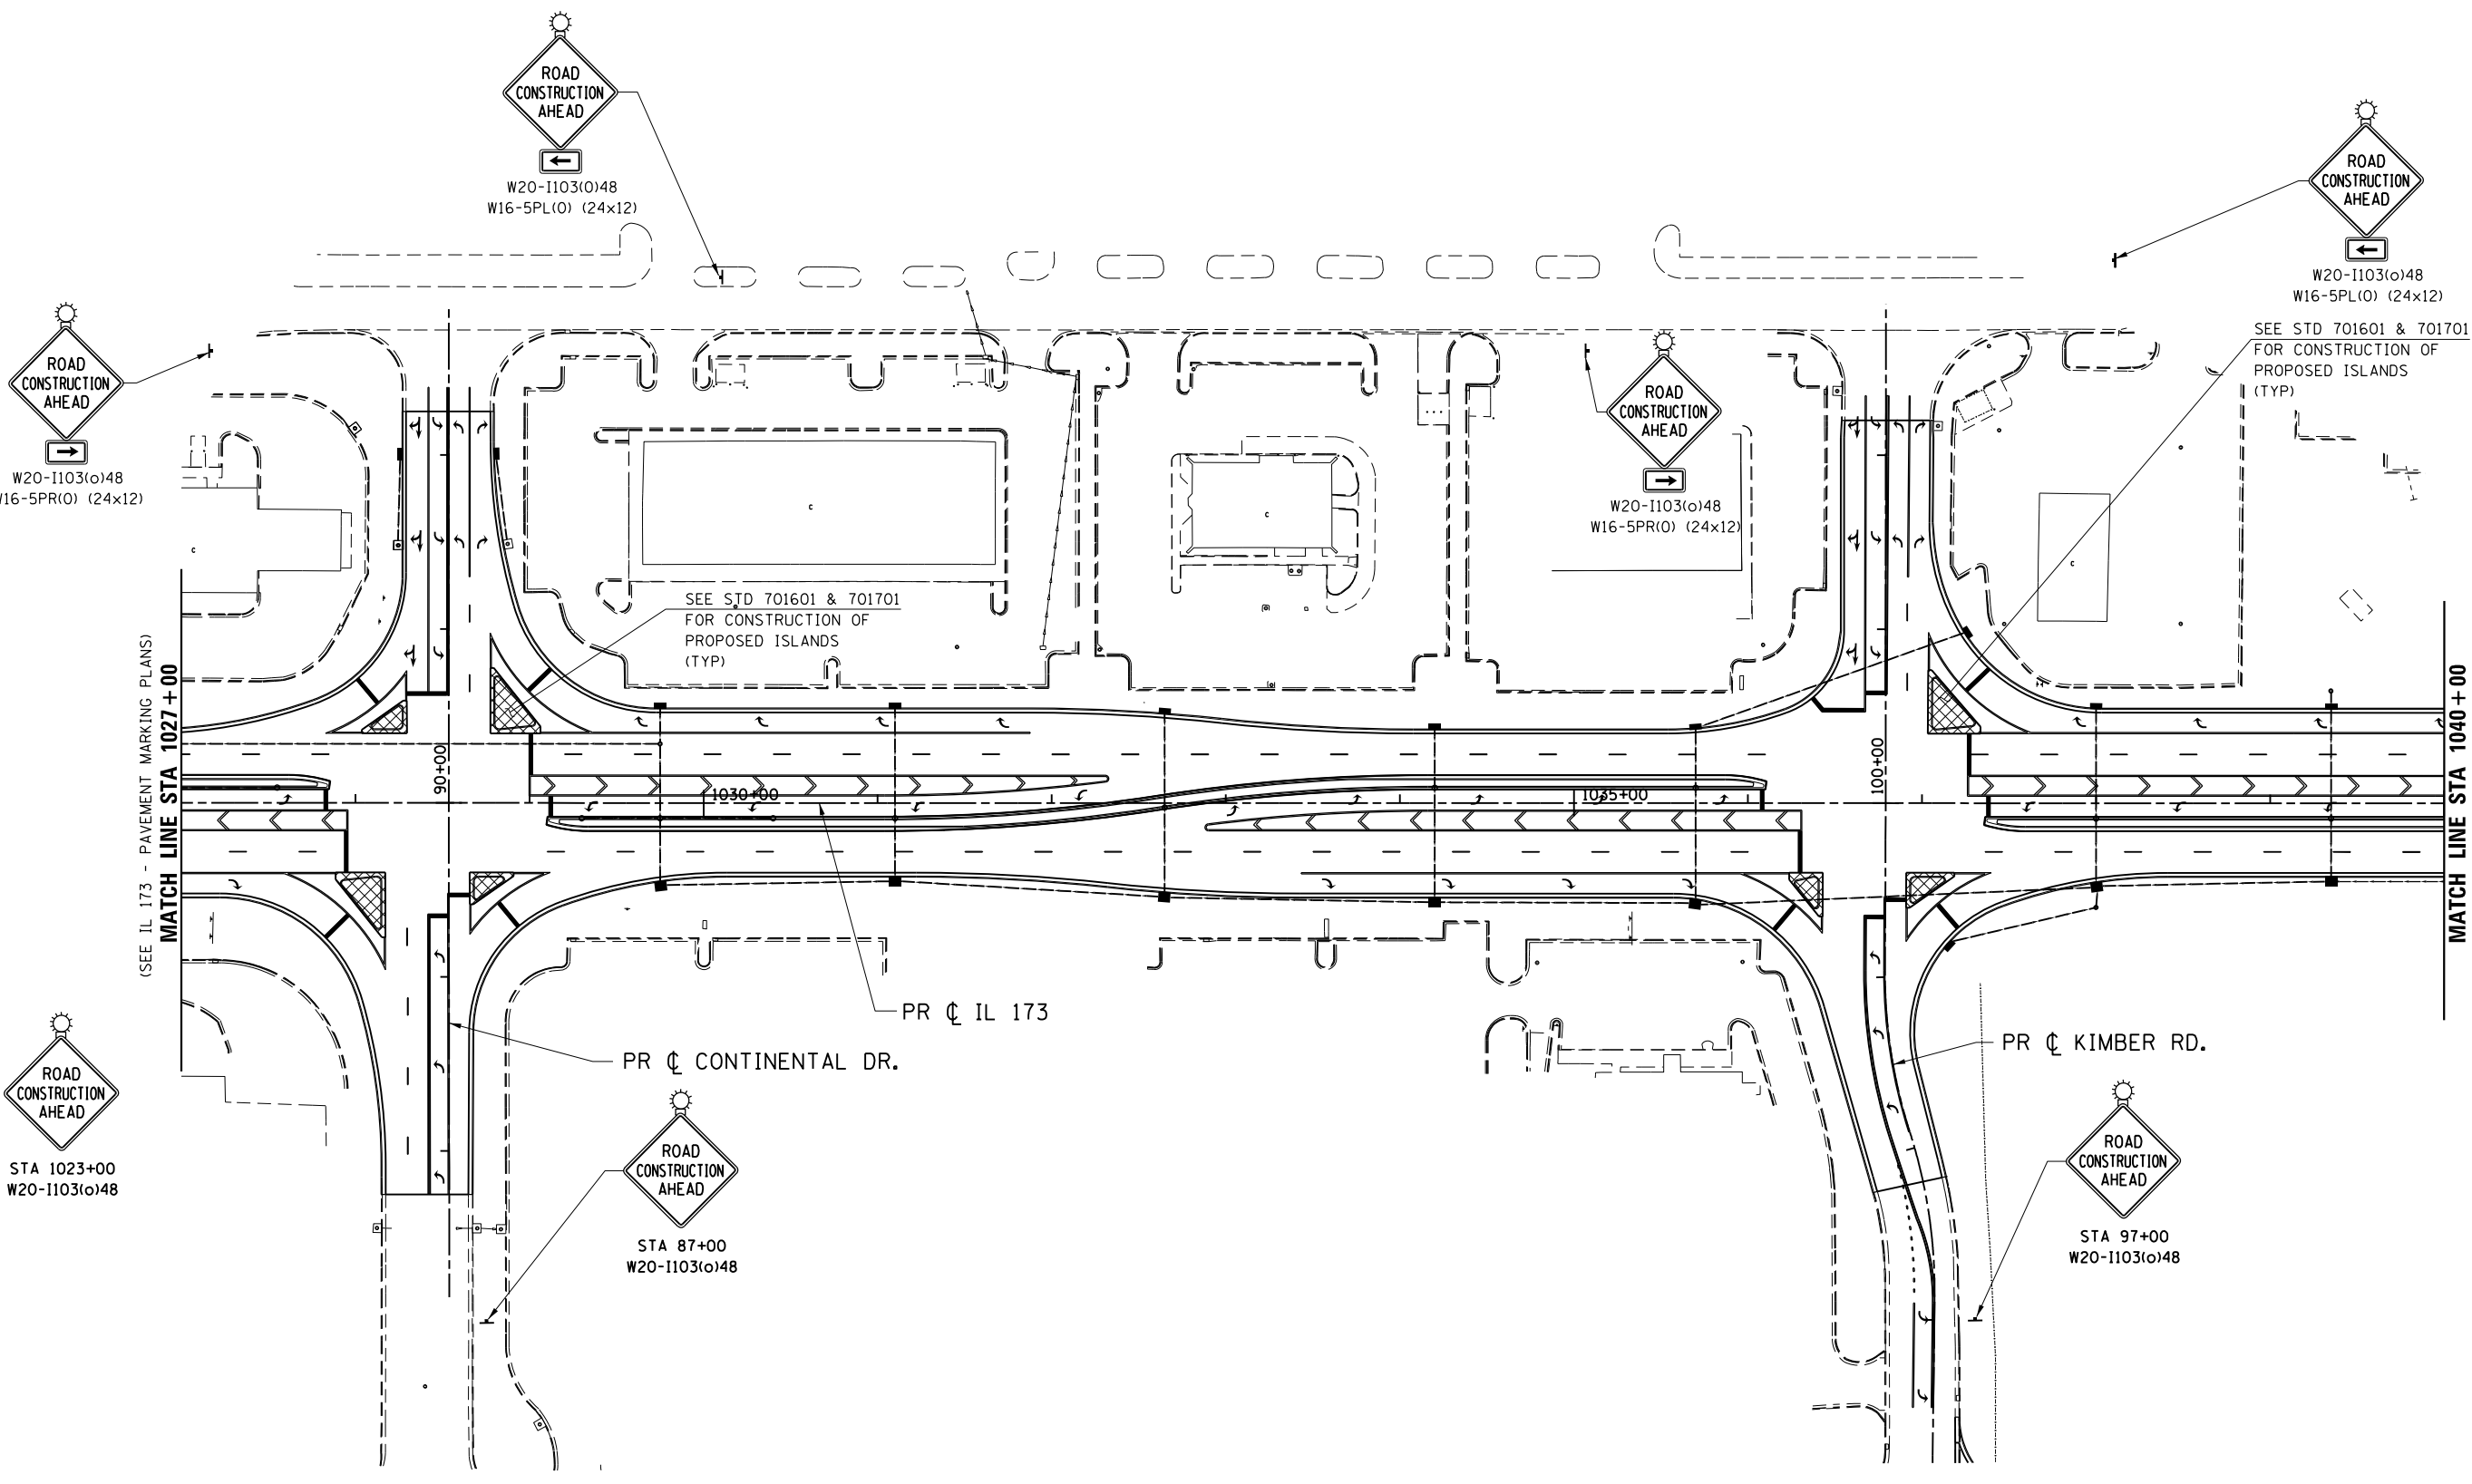 ROAD
CONSTRUCTION
AHEAD
W20-I103(O)48
W16-5PL(O) (24x12)
ROAD
CONSTRUCTION
AHEAD
W20-I103(o)48
W16-5PL(O) (24x12)
SEE STD 701601 & 701701
FOR CONSTRUCTION OF
PROPOSED ISLANDS
(TYP)
ROAD
CONSTRUCTION
AHEAD
W20-I103(o)48
W16-5PR(O) (24x12)
ROAD
CONSTRUCTION
AHEAD
W20-I103(o)48
W16-5PR(O) (24x12)
SEE STD 701601 & 701701
FOR CONSTRUCTION OF
PROPOSED ISLANDS
(TYP)
(SEE IL 173 - PAVEMENT MARKING PLANS)
MATCH LINE STA 1027+00
90+00
1030+00
1035+00
100+00
MATCH LINE STA 1040+00
PR ℄ IL 173
PR ℄ CONTINENTAL DR.
PR ℄ KIMBER RD.
ROAD
CONSTRUCTION
AHEAD
STA 1023+00
W20-I103(o)48
ROAD
CONSTRUCTION
AHEAD
STA 87+00
W20-I103(o)48
ROAD
CONSTRUCTION
AHEAD
STA 97+00
W20-I103(o)48
C
C
C
C